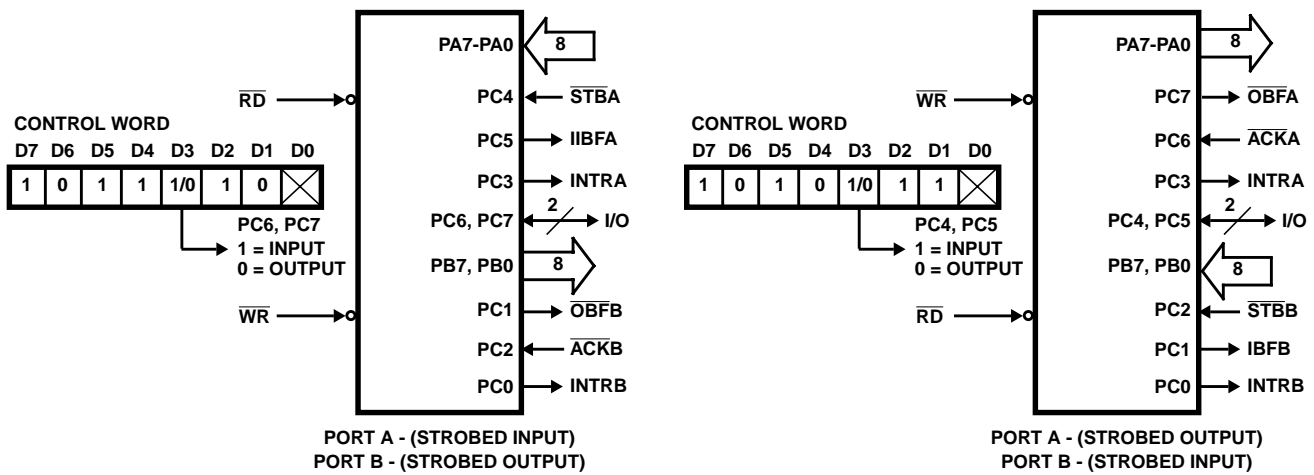 PA7-PA0
8
RD
PC4
STBA
CONTROL WORD
PC5
IIBFA
D7 D6 D5 D4 D3 D2 D1 D0
1 0 1 1 1/0 1 0
PC3
INTRA
PC6, PC7
1 = INPUT
0 = OUTPUT
PC6, PC7
2
I/O
PB7, PB0
8
WR
PC1
OBFB
PC2
ACKB
PC0
INTRB
PORT A - (STROBED INPUT)
PORT B - (STROBED OUTPUT)
PA7-PA0
8
WR
PC7
OBFA
CONTROL WORD
PC6
ACKA
D7 D6 D5 D4 D3 D2 D1 D0
1 0 1 0 1/0 1 1
PC3
INTRA
PC4, PC5
1 = INPUT
0 = OUTPUT
PC4, PC5
2
I/O
PB7, PB0
8
RD
PC2
STBB
PC1
IBFB
PC0
INTRB
PORT A - (STROBED OUTPUT)
PORT B - (STROBED INPUT)